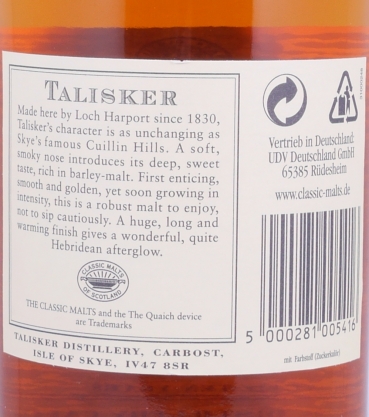 TALISKER
Made here by Loch Harport since 1830,
Talisker's character is as unchanging as
Skye's famous Cuillin Hills. A soft,
smoky nose introduces its deep, sweet
taste, rich in barley-malt. First enticing,
smooth and golden, yet soon growing in
intensity, this is a robust malt to enjoy,
not to sip cautiously. A huge, long and
warming finish gives a wonderful, quite
Hebridean afterglow.
CLASSIC MALTS
OF SCOTLAND
THE CLASSIC MALTS and the The Quaich device
are Trademarks
TALISKER DISTILLERY, CARBOST,
ISLE OF SKYE, IV47 8SR
Vertrieb in Deutschland:
UDV Deutschland GmbH
65385 Rüdesheim
www.classic-malts.de
5 000281 005416
mit Farbstoff (Zuckerkulör)